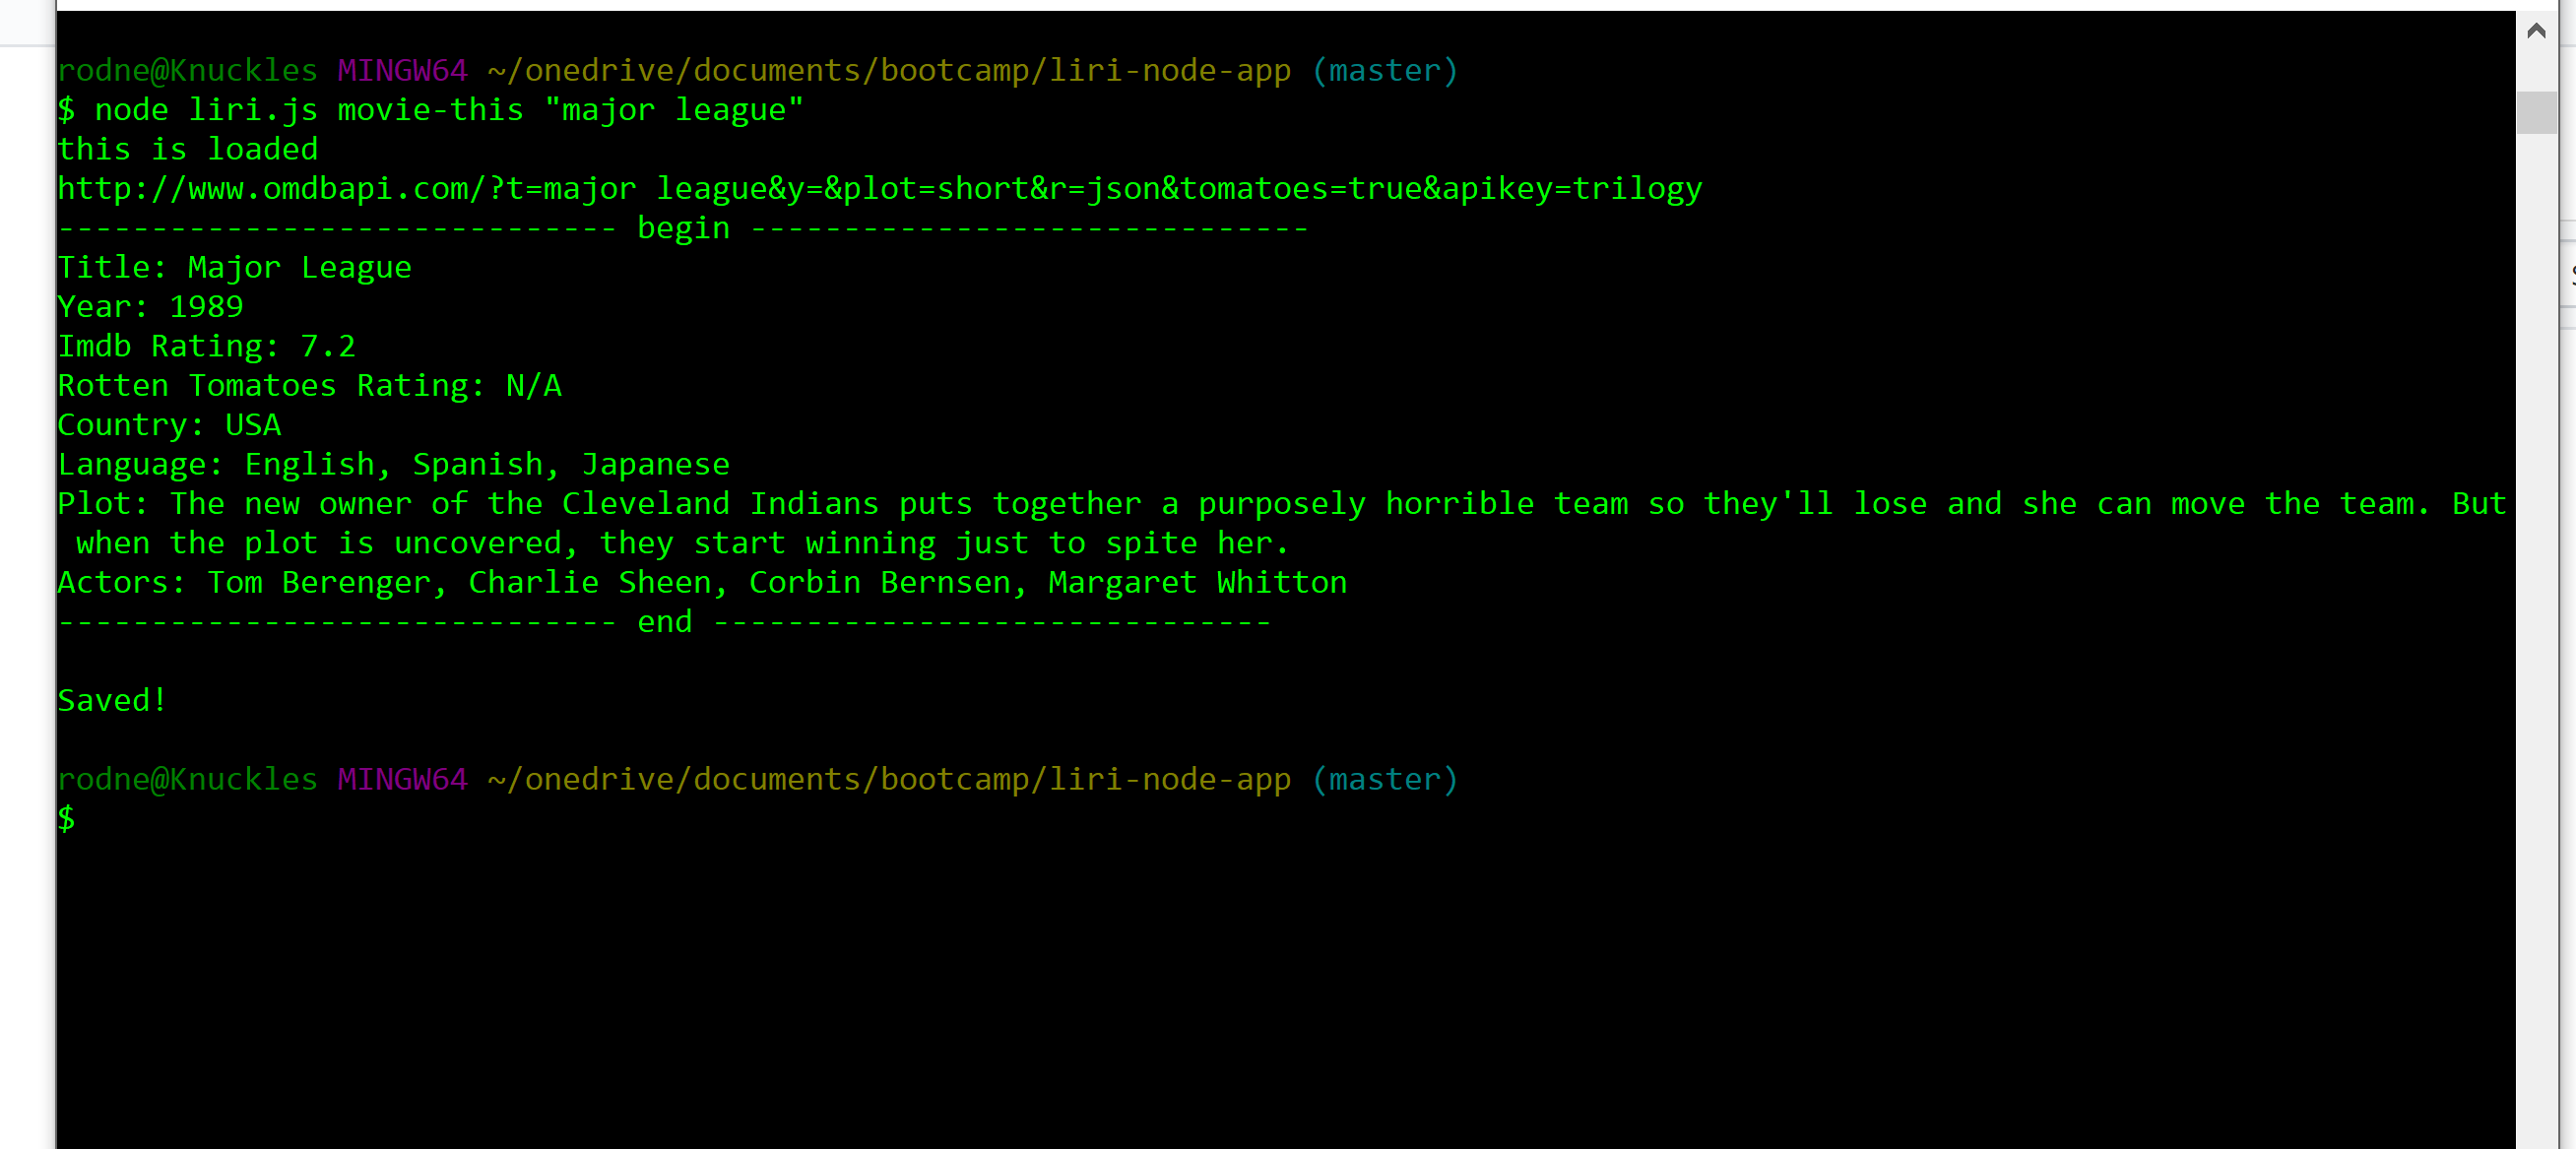 rodne@Knuckles MINGW64 ~/onedrive/documents/bootcamp/liri-node-app (master)
$ node liri.js movie-this "major league"
this is loaded
http://www.omdbapi.com/?t=major league&y=&plot=short&r=json&tomatoes=true&apikey=trilogy
------------------------------ begin ------------------------------
Title: Major League
Year: 1989
Imdb Rating: 7.2
Rotten Tomatoes Rating: N/A
Country: USA
Language: English, Spanish, Japanese
Plot: The new owner of the Cleveland Indians puts together a purposely horrible team so they'll lose and she can move the team. But
when the plot is uncovered, they start winning just to spite her.
Actors: Tom Berenger, Charlie Sheen, Corbin Bernsen, Margaret Whitton
------------------------------ end ------------------------------
Saved!
rodne@Knuckles MINGW64 ~/onedrive/documents/bootcamp/liri-node-app (master)
$